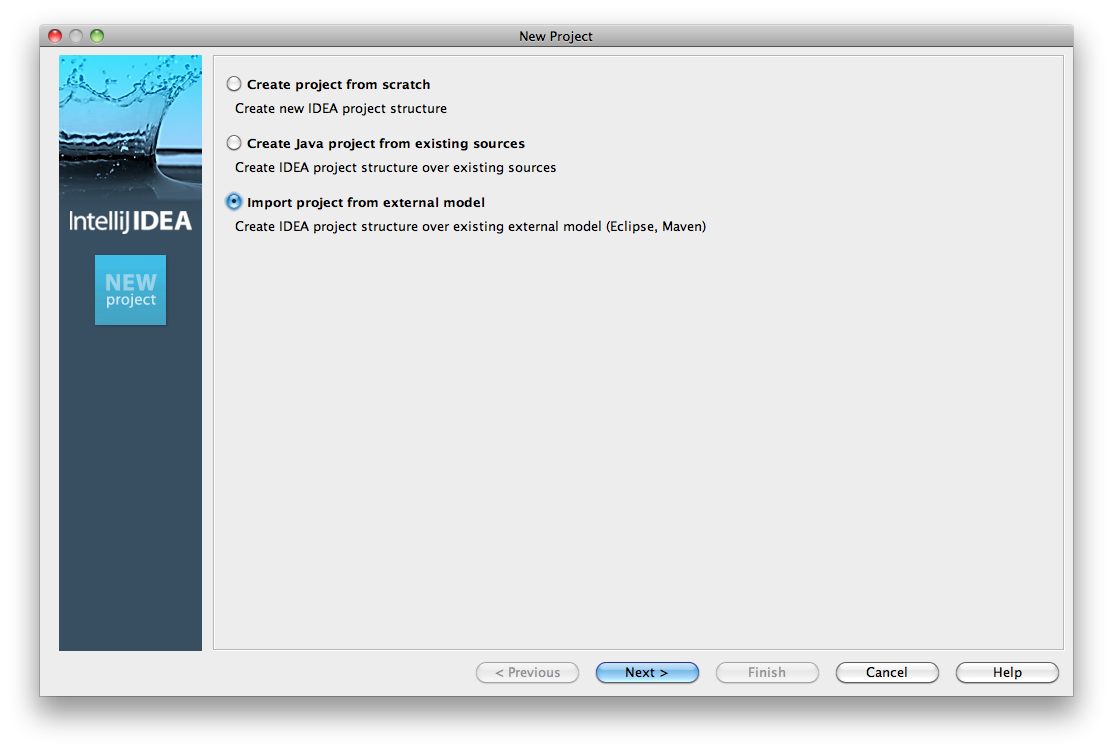 New Project
Create project from scratch
Create new IDEA project structure
Create Java project from existing sources
Create IDEA project structure over existing sources
Import project from external model
Create IDEA project structure over existing external model (Eclipse, Maven)
IntelliJ IDEA
NEW
project
< Previous
Next >
Finish
Cancel
Help